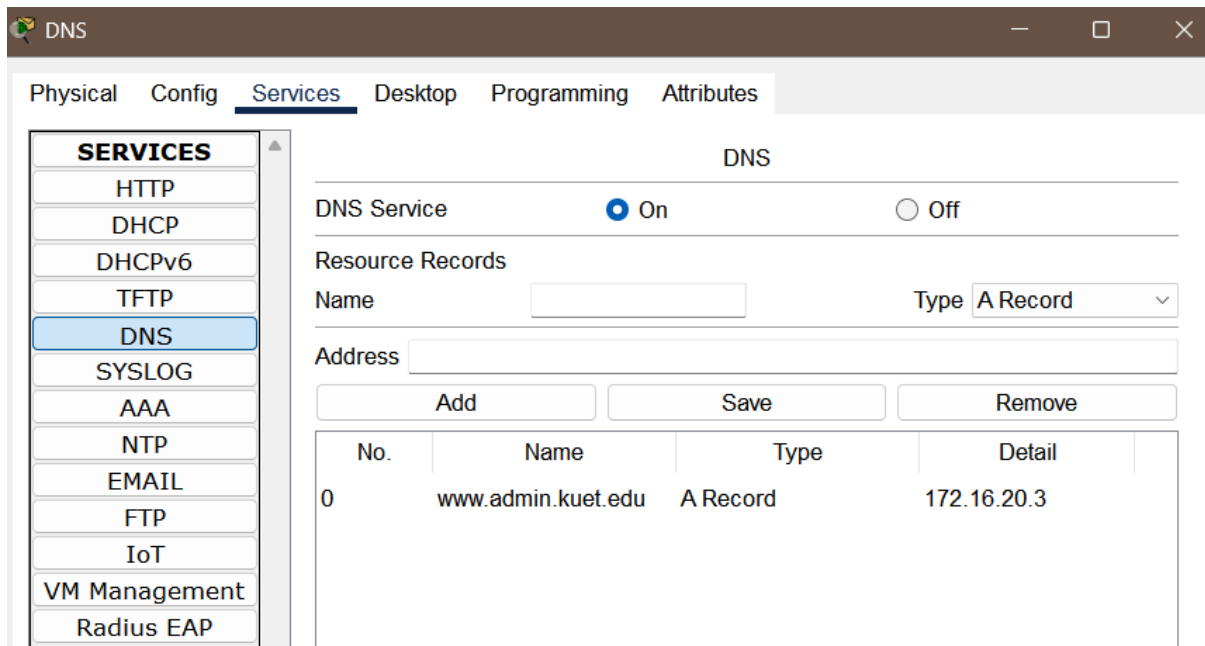 DNS
Physical Config Services Desktop Programming Attributes
SERVICES
HTTP
DHCP
DHCPv6
TFTP
DNS
SYSLOG
AAA
NTP
EMAIL
FTP
IoT
VM Management
Radius EAP
DNS
DNS Service On Off
Resource Records
Name Type A Record
Address
Add Save Remove
No. Name Type Detail
0 www.admin.kuet.edu A Record 172.16.20.3